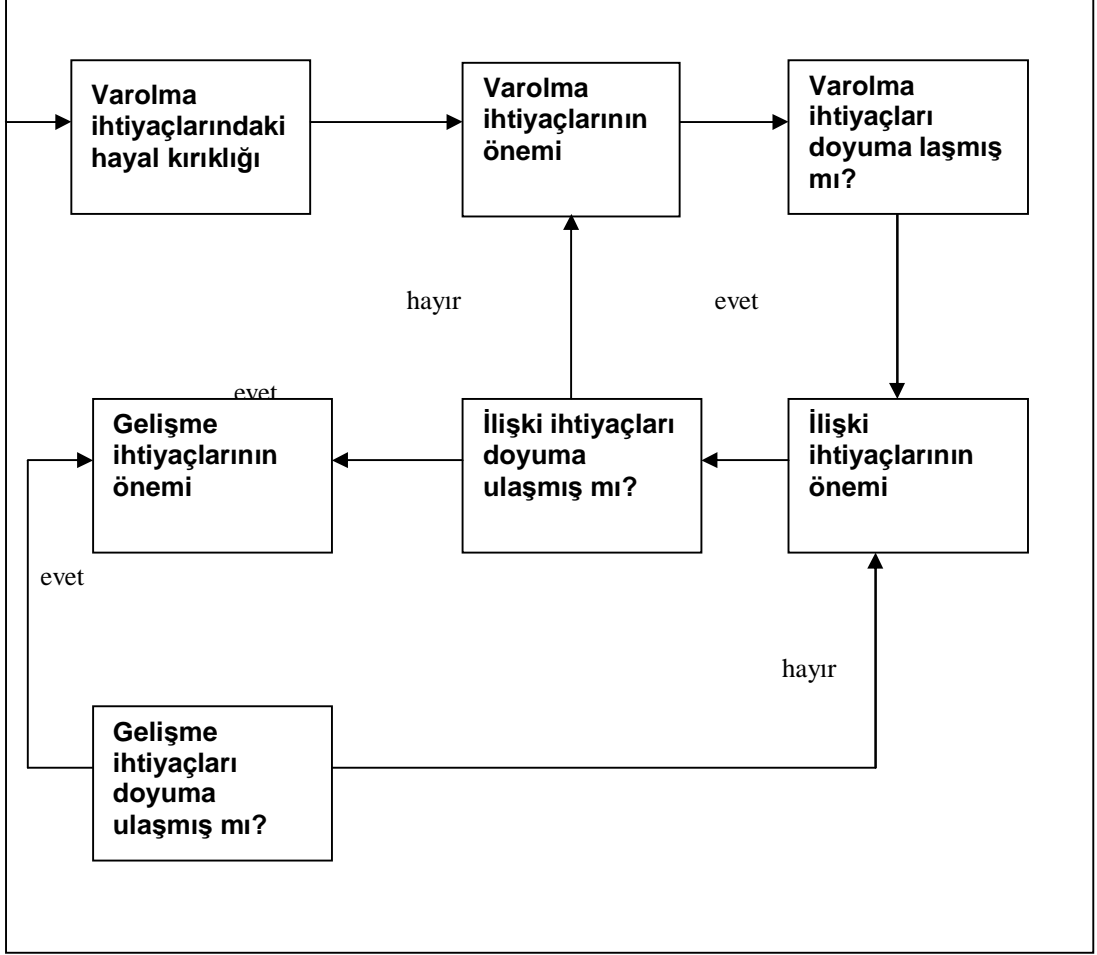 Varolma
ihtiyaçlarındaki
hayal kırıklığı
Varolma
ihtiyaçlarının
önemi
Varolma
ihtiyaçları
doyuma laşmış
mı?
hayır
evet
evet
Gelişme
ihtiyaçlarının
önemi
İlişki ihtiyaçları
doyuma
ulaşmış mı?
İlişki
ihtiyaçlarının
önemi
evet
hayır
Gelişme
ihtiyaçları
doyuma
ulaşmış mı?